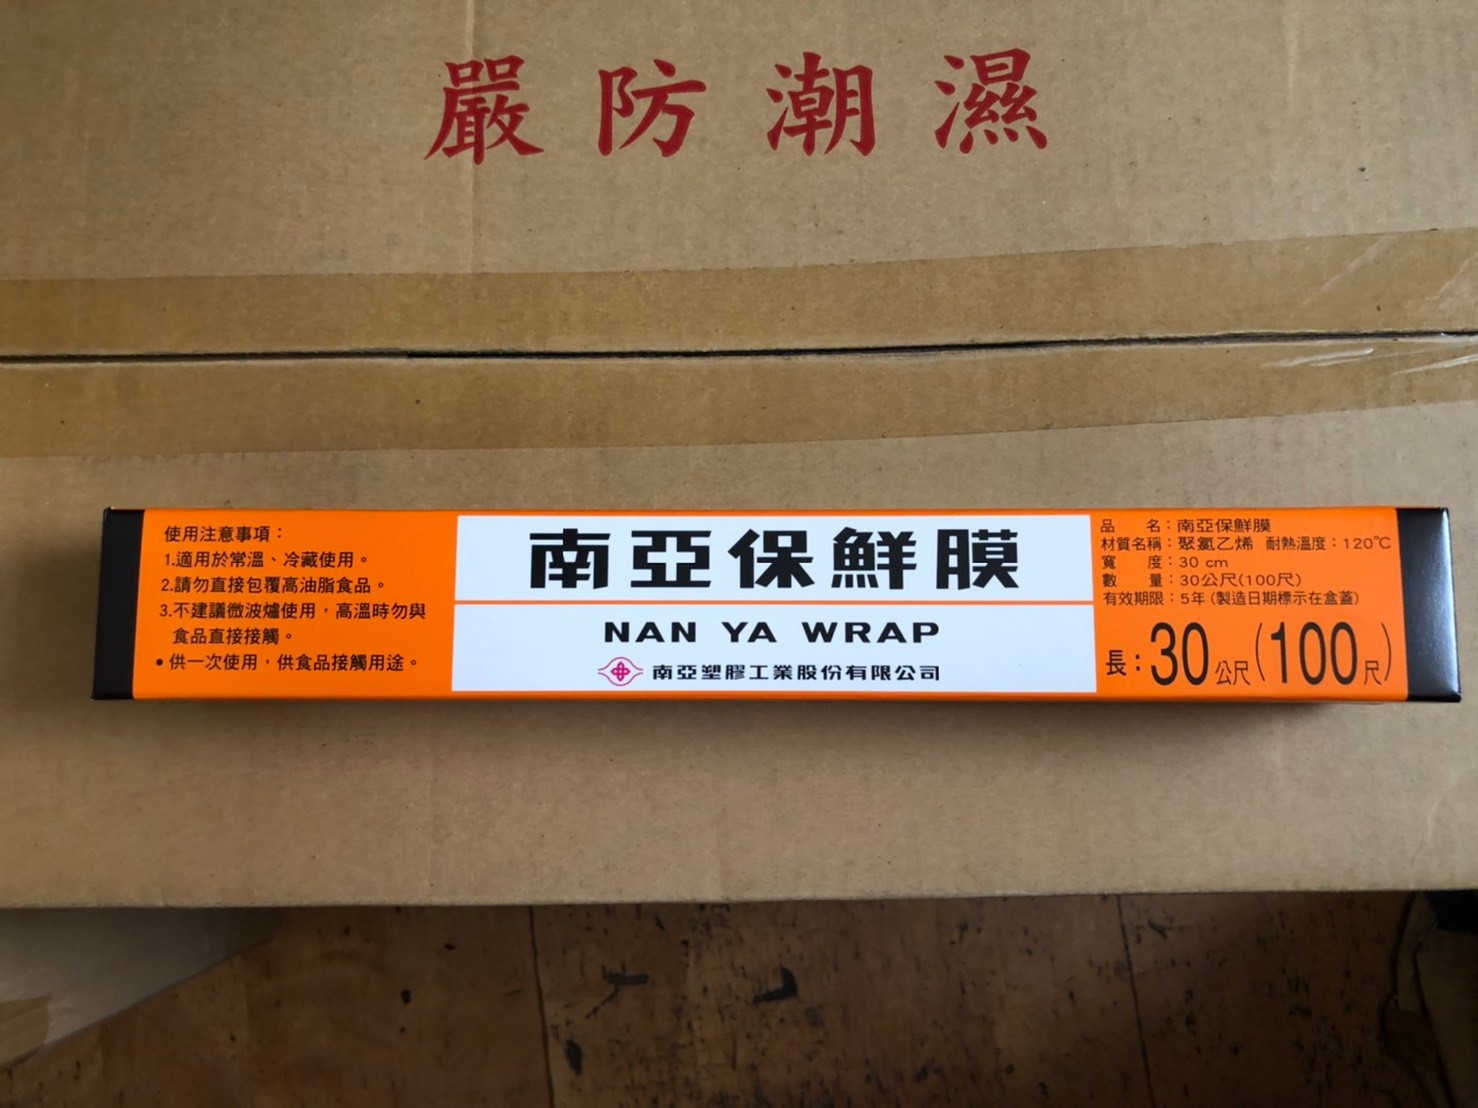 嚴防潮濕
使用注意事項：
1.適用於常溫、冷藏使用。
2.請勿直接包覆高油脂食品。
3.不建議微波爐使用，高溫時勿與
食品直接接觸。
•供一次使用，供食品接觸用途。
南亞保鮮膜
NAN YA WRAP
南亞塑膠工業股份有限公司
品　　名：南亞保鮮膜
材質名稱：聚氯乙烯 耐熱溫度：120℃
寬　　度：30 cm
數　　量：30公尺(100尺)
有效期限：5年(製造日期標示在盒蓋)
長：30公尺(100尺)